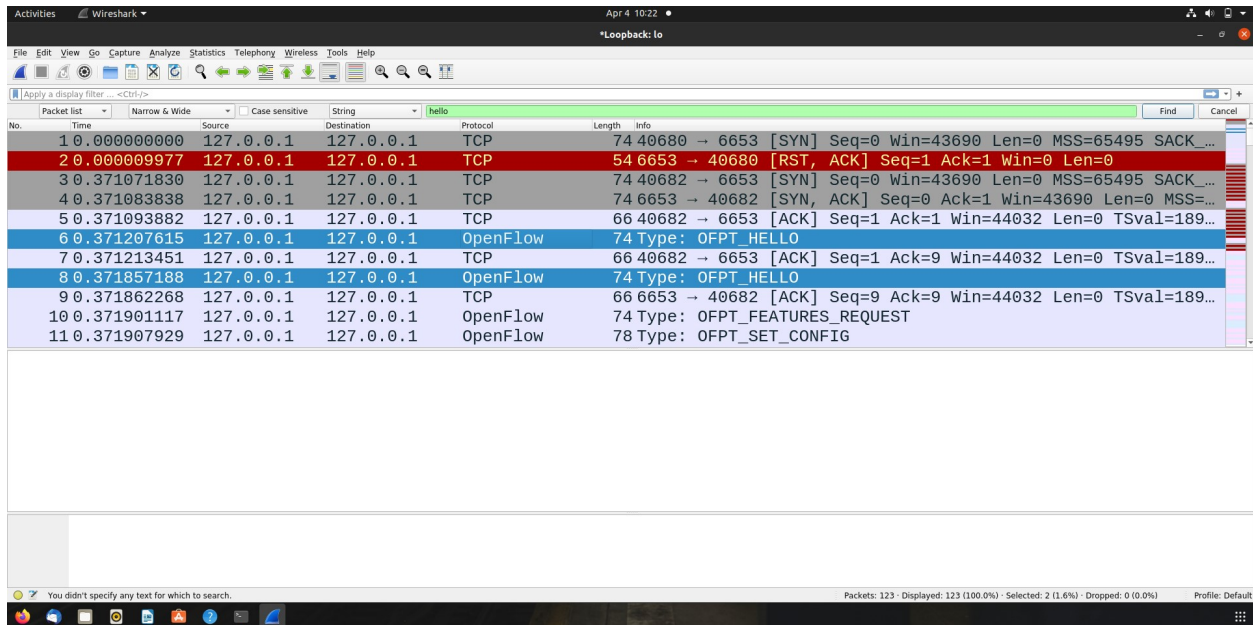 Activities Wireshark Apr 4 10:22
*Loopback: lo
File Edit View Go Capture Analyze Statistics Telephony Wireless Tools Help
Apply a display filter ... <Ctrl-/>
Packet list Narrow & Wide Case sensitive String hello Find Cancel
No. Time Source Destination Protocol Length Info
1 0.000000000 127.0.0.1 127.0.0.1 TCP 74 40680 → 6653 [SYN] Seq=0 Win=43690 Len=0 MSS=65495 SACK_…
2 0.000009977 127.0.0.1 127.0.0.1 TCP 54 6653 → 40680 [RST, ACK] Seq=1 Ack=1 Win=0 Len=0
3 0.371071830 127.0.0.1 127.0.0.1 TCP 74 40682 → 6653 [SYN] Seq=0 Win=43690 Len=0 MSS=65495 SACK_…
4 0.371083838 127.0.0.1 127.0.0.1 TCP 74 6653 → 40682 [SYN, ACK] Seq=0 Ack=1 Win=43690 Len=0 MSS=…
5 0.371093882 127.0.0.1 127.0.0.1 TCP 66 40682 → 6653 [ACK] Seq=1 Ack=1 Win=44032 Len=0 TSval=189…
6 0.371207615 127.0.0.1 127.0.0.1 OpenFlow 74 Type: OFPT_HELLO
7 0.371213451 127.0.0.1 127.0.0.1 TCP 66 40682 → 6653 [ACK] Seq=1 Ack=9 Win=44032 Len=0 TSval=189…
8 0.371857188 127.0.0.1 127.0.0.1 OpenFlow 74 Type: OFPT_HELLO
9 0.371862268 127.0.0.1 127.0.0.1 TCP 66 6653 → 40682 [ACK] Seq=9 Ack=9 Win=44032 Len=0 TSval=189…
10 0.371901117 127.0.0.1 127.0.0.1 OpenFlow 74 Type: OFPT_FEATURES_REQUEST
11 0.371907929 127.0.0.1 127.0.0.1 OpenFlow 78 Type: OFPT_SET_CONFIG
You didn't specify any text for which to search. Packets: 123 · Displayed: 123 (100.0%) · Selected: 2 (1.6%) · Dropped: 0 (0.0%) Profile: Default